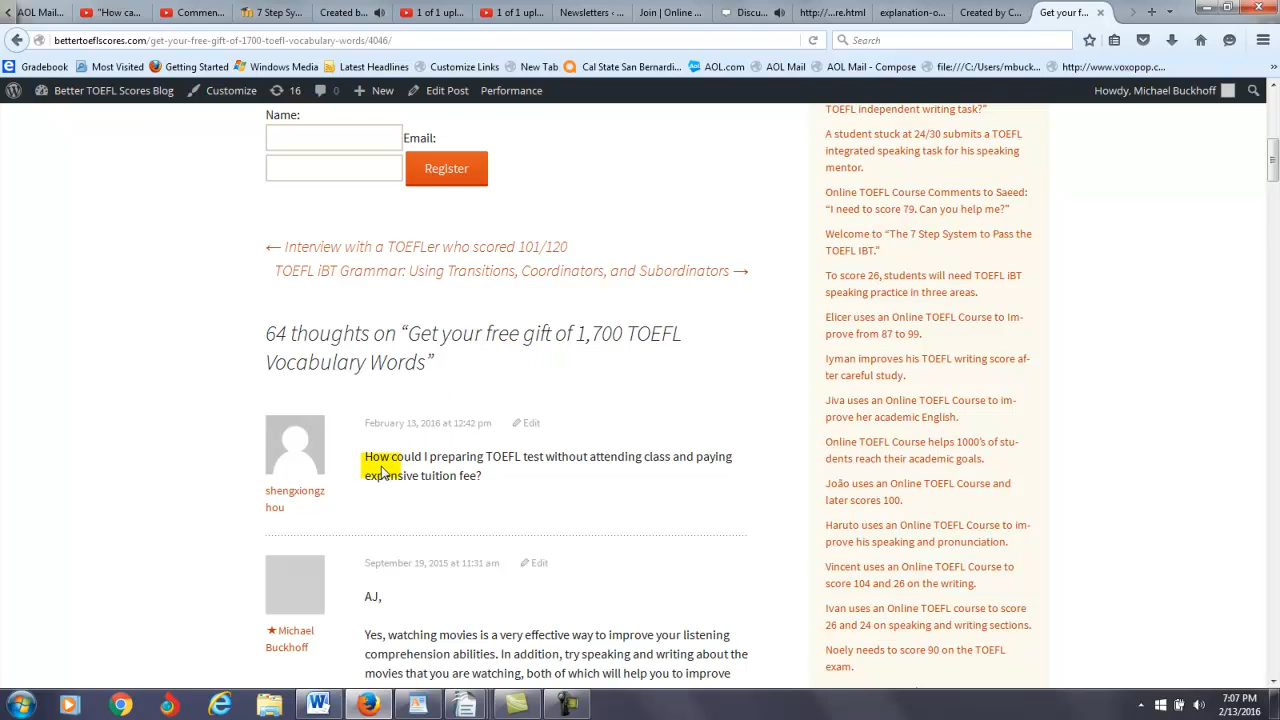 AOL Mail...
"How ca...
Commen...
7 Step Sy...
Created b...
1 of 1 upl...
1 of 1 upl...
Newsletters ‹ ...
Join | Online ...
Discu...
http:...re.html
explanation-o...
Created by C...
Get your f...
bettertoeflscores.com/get-your-free-gift-of-1700-toefl-vocabulary-words/4046/
Search
Gradebook
Most Visited
Getting Started
Windows Media
Latest Headlines
Customize Links
New Tab
Cal State San Bernardi...
AOL.com
AOL Mail
AOL Mail - Compose
file:///C:/Users/mbuck...
http://www.voxopop.c...
Better TOEFL Scores Blog
Customize
16
0
New
Edit Post
Performance
Howdy, Michael Buckhoff
Name:
Email:
Register
← Interview with a TOEFLer who scored 101/120
TOEFL iBT Grammar: Using Transitions, Coordinators, and Subordinators →
64 thoughts on “Get your free gift of 1,700 TOEFL
Vocabulary Words”
February 13, 2016 at 12:42 pm
Edit
How could I preparing TOEFL test without attending class and paying
expensive tuition fee?
shengxiongz
hou
September 19, 2015 at 11:31 am
Edit
AJ,
★ Michael
Buckhoff
Yes, watching movies is a very effective way to improve your listening
comprehension abilities. In addition, try speaking and writing about the
movies that you are watching, both of which will help you to improve
TOEFL independent writing task?”
A student stuck at 24/30 submits a TOEFL
integrated speaking task for his speaking
mentor.
Online TOEFL Course Comments to Saeed:
“I need to score 79. Can you help me?”
Welcome to “The 7 Step System to Pass the
TOEFL IBT.”
To score 26, students will need TOEFL iBT
speaking practice in three areas.
Elicer uses an Online TOEFL Course to Im-
prove from 87 to 99.
Iyman improves his TOEFL writing score af-
ter careful study.
Jiva uses an Online TOEFL Course to im-
prove her academic English.
Online TOEFL Course helps 1000’s of stu-
dents reach their academic goals.
João uses an Online TOEFL Course and
later scores 100.
Haruto uses an Online TOEFL Course to im-
prove his speaking and pronunciation.
Vincent uses an Online TOEFL Course to
score 104 and 26 on the writing.
Ivan uses an Online TOEFL course to score
26 and 24 on speaking and writing sections.
Noely needs to score 90 on the TOEFL
exam.
7:07 PM
2/13/2016